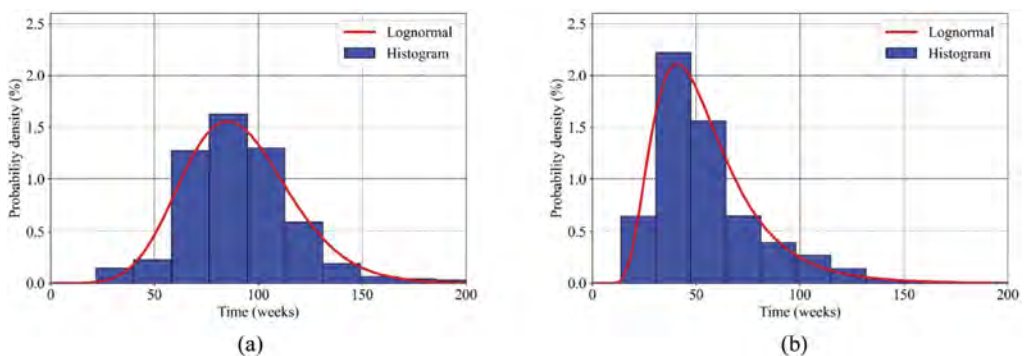 2.5
2.0
1.5
1.0
0.5
0.0
Probability density (%)
Lognormal
Histogram
0 50 100 150 200
Time (weeks)
(a)
2.5
2.0
1.5
1.0
0.5
0.0
Probability density (%)
Lognormal
Histogram
0 50 100 150 200
Time (weeks)
(b)